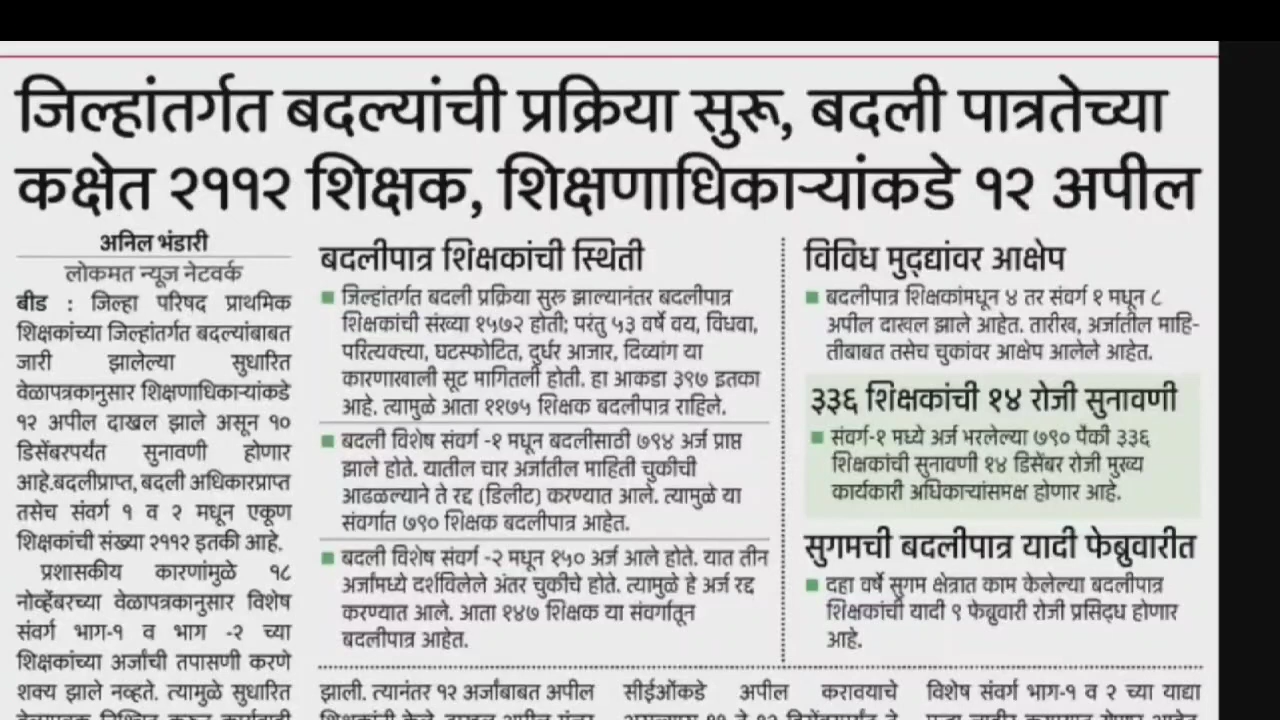 जिल्हांतर्गत बदल्यांची प्रक्रिया सुरू, बदली पात्रतेच्या
कक्षेत २११२ शिक्षक, शिक्षणाधिकाऱ्यांकडे १२ अपील
अनिल भंडारी
लोकमत न्यूज नेटवर्क
बीड : जिल्हा परिषद प्राथमिक
शिक्षकांच्या जिल्हांतर्गत बदल्यांबाबत
जारी झालेल्या सुधारित
वेळापत्रकानुसार शिक्षणाधिकाऱ्यांकडे
१२ अपील दाखल झाले असून १०
डिसेंबरपर्यंत सुनावणी होणार
आहे.बदलीप्राप्त, बदली अधिकारप्राप्त
तसेच संवर्ग १ व २ मधून एकूण
शिक्षकांची संख्या २११२ इतकी आहे.
प्रशासकीय कारणांमुळे १८
नोव्हेंबरच्या वेळापत्रकानुसार विशेष
संवर्ग भाग-१ व भाग -२ च्या
शिक्षकांच्या अर्जांची तपासणी करणे
शक्य झाले नव्हते. त्यामुळे सुधारित
बदलीपात्र शिक्षकांची स्थिती
जिल्हांतर्गत बदली प्रक्रिया सुरु झाल्यानंतर बदलीपात्र
शिक्षकांची संख्या १५७२ होती; परंतु ५३ वर्षे वय, विधवा,
परित्यक्त्या, घटस्फोटित, दुर्धर आजार, दिव्यांग या
कारणाखाली सूट मागितली होती. हा आकडा ३९७ इतका
आहे. त्यामुळे आता ११७५ शिक्षक बदलीपात्र राहिले.
बदली विशेष संवर्ग -१ मधून बदलीसाठी ७९४ अर्ज प्राप्त
झाले होते. यातील चार अर्जातील माहिती चुकीची
आढळल्याने ते रद्द (डिलीट) करण्यात आले. त्यामुळे या
संवर्गात ७९० शिक्षक बदलीपात्र आहेत.
बदली विशेष संवर्ग -२ मधून १५० अर्ज आले होते. यात तीन
अर्जांमध्ये दर्शविलेले अंतर चुकीचे होते. त्यामुळे हे अर्ज रद्द
करण्यात आले. आता १४७ शिक्षक या संवर्गातून
बदलीपात्र आहेत.
विविध मुद्द्यांवर आक्षेप
बदलीपात्र शिक्षकांमधून ४ तर संवर्ग १ मधून ८
अपील दाखल झाले आहेत. तारीख, अर्जातील माहि-
तीबाबत तसेच चुकांवर आक्षेप आलेले आहेत.
३३६ शिक्षकांची १४ रोजी सुनावणी
संवर्ग-१ मध्ये अर्ज भरलेल्या ७९० पैकी ३३६
शिक्षकांची सुनावणी १४ डिसेंबर रोजी मुख्य
कार्यकारी अधिकाऱ्यांसमक्ष होणार आहे.
सुगमची बदलीपात्र यादी फेब्रुवारीत
दहा वर्षे सुगम क्षेत्रात काम केलेल्या बदलीपात्र
शिक्षकांची यादी ९ फेब्रुवारी रोजी प्रसिद्ध होणार
आहे.
झाली. त्यानंतर १२ अर्जांबाबत अपील
सीईओंकडे अपील करावयाचे
विशेष संवर्ग भाग-१ व २ च्या याद्या